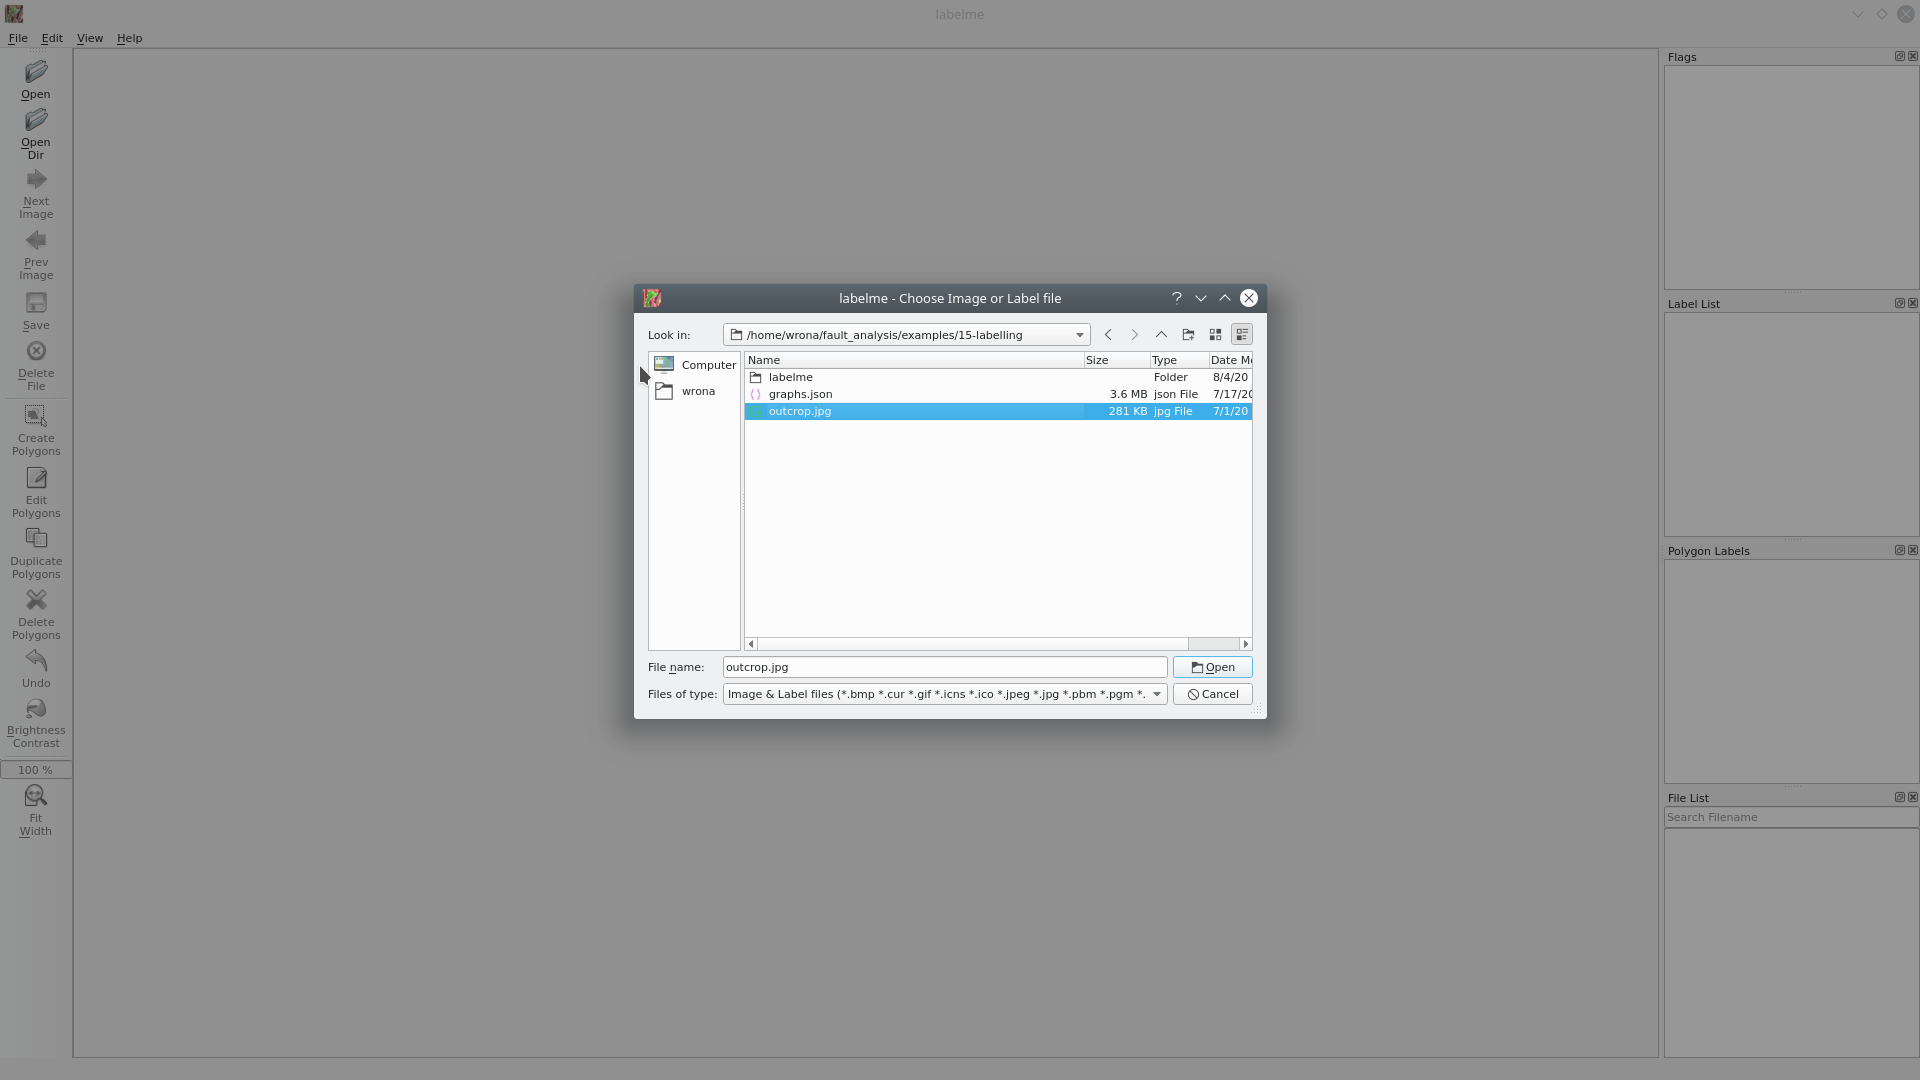 labelme
File Edit View Help
Open
Open
Dir
Next
Image
Prev
Image
Save
Delete
File
Create
Polygons
Edit
Polygons
Duplicate
Polygons
Delete
Polygons
Undo
Brightness
Contrast
100 %
Fit
Width
labelme - Choose Image or Label file
Look in: /home/wrona/fault_analysis/examples/15-labelling
Computer
wrona
Name Size Type Date Mo
labelme Folder 8/4/20
graphs.json 3.6 MB json File 7/17/20
outcrop.jpg 281 KB jpg File 7/1/20
File name: outcrop.jpg Open
Files of type: Image & Label files (*.bmp *.cur *.gif *.icns *.ico *.jpeg *.jpg *.pbm *.pgm *. Cancel
Flags
Label List
Polygon Labels
File List
Search Filename